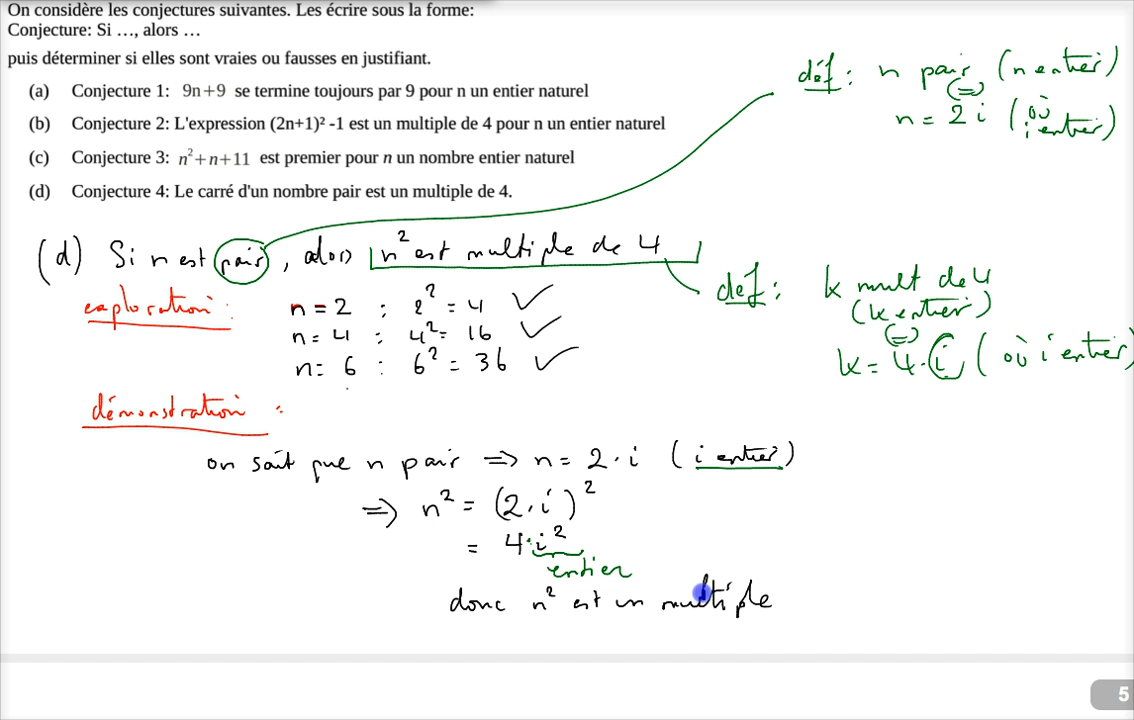 On considère les conjectures suivantes. Les écrire sous la forme:
Conjecture: Si …, alors …
puis déterminer si elles sont vraies ou fausses en justifiant.
(a) Conjecture 1: 9n+9 se termine toujours par 9 pour n un entier naturel
(b) Conjecture 2: L'expression (2n+1)² -1 est un multiple de 4 pour n un entier naturel
(c) Conjecture 3: n²+n+11 est premier pour n un nombre entier naturel
(d) Conjecture 4: Le carré d'un nombre pair est un multiple de 4.
déf : n pair (n entier)
(=)
n = 2 i (où i entier)
(d) Si n est pair, alors n² est multiple de 4
déf : k mult de 4
(k entier)
(=)
k = 4 · i (où i entier)
exploration :
n = 2 : 2² = 4 ✓
n = 4 : 4² = 16 ✓
n = 6 : 6² = 36 ✓
démonstration :
on sait que n pair => n = 2 · i (i entier)
=> n² = (2 · i)²
= 4 · i²
entier
donc n² est un multiple
5